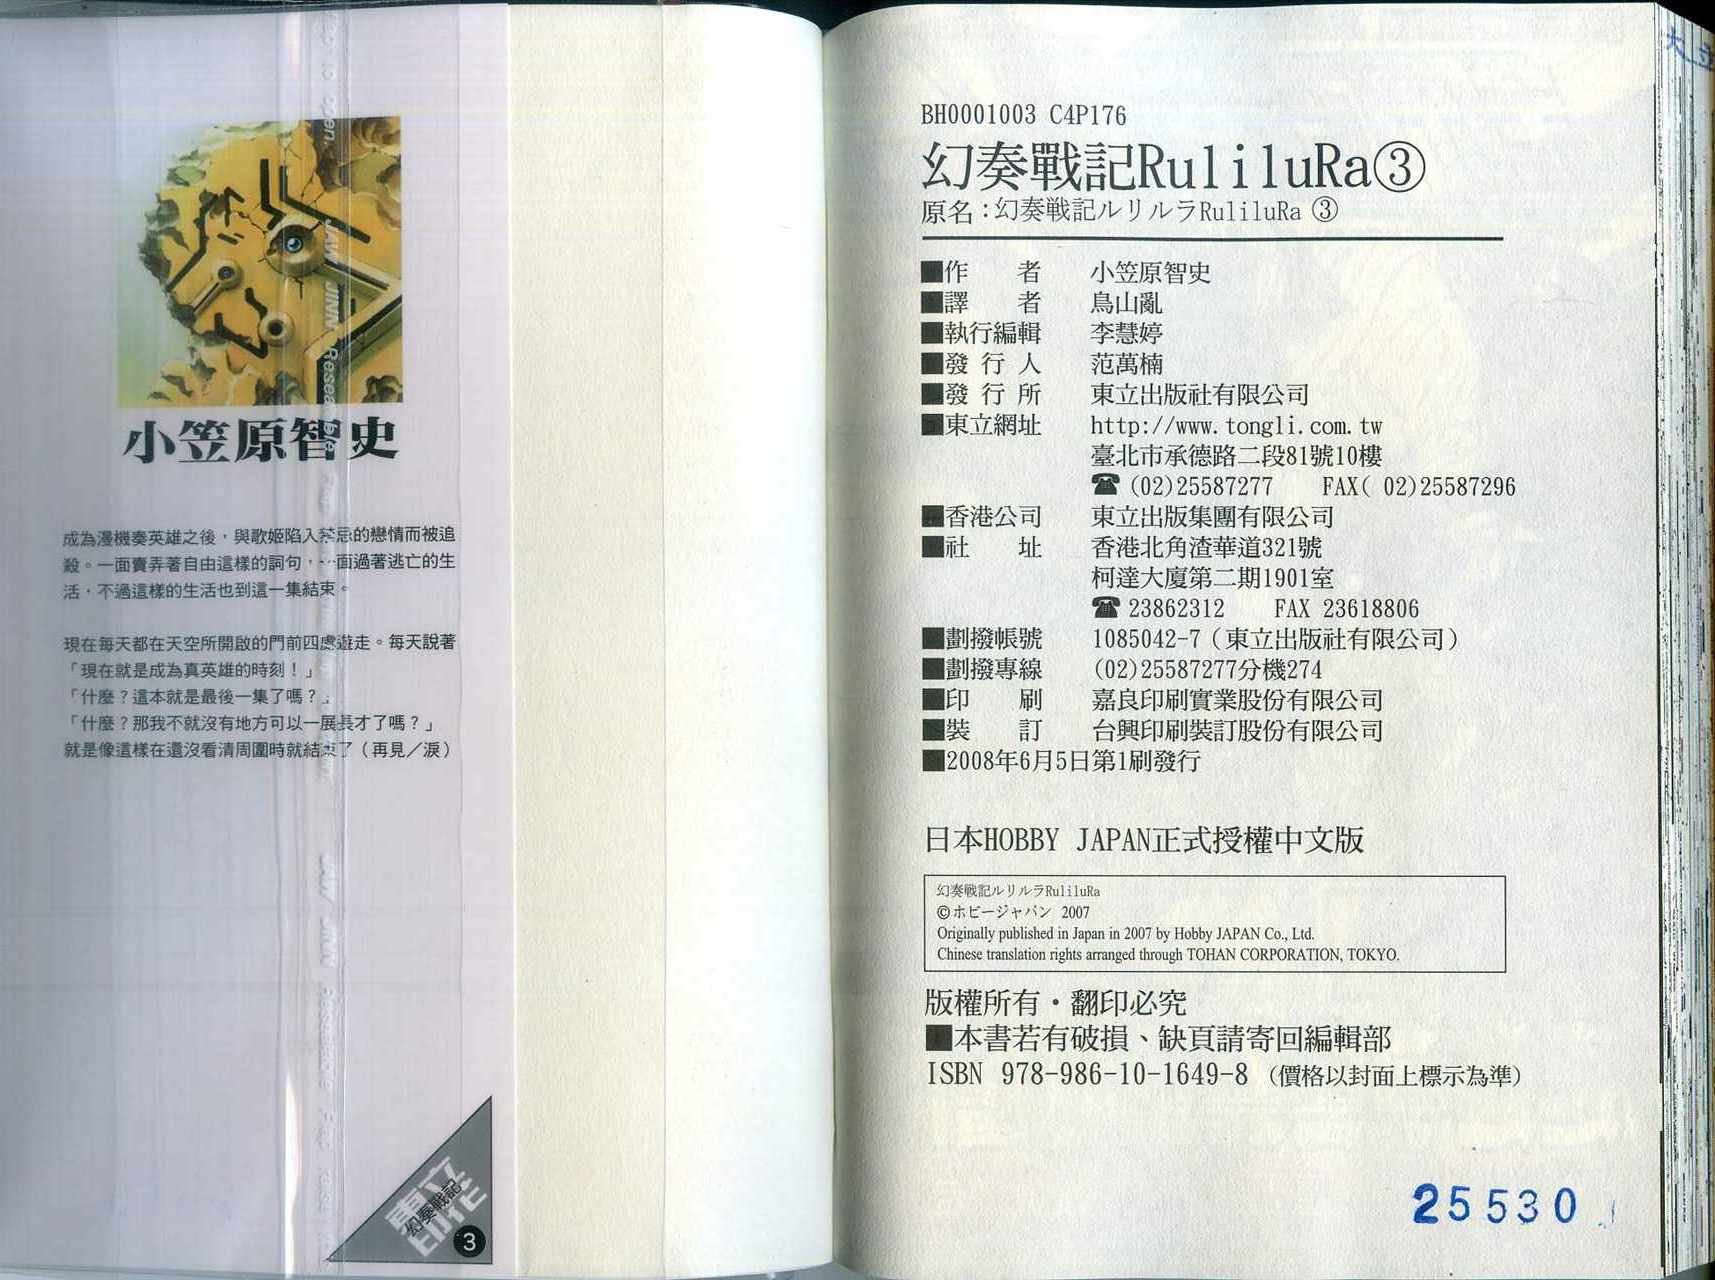 小笠原智史
成為漫機奏英雄之後，與歌姬陷入禁忌的戀情而被追
殺。一面賣弄著自由這樣的詞句，一面過著逃亡的生
活，不過這樣的生活也到這一集結束。
現在每天都在天空所開啟的門前四處遊走。每天說著
「現在就是成為真英雄的時刻！」
「什麼？這本就是最後一集了嗎？」
「什麼？那我不就沒有地方可以一展長才了嗎？」
就是像這樣在還沒看清周圍時就結束了（再見／淚）
幻奏戰記
3
BH0001003 C4P176
幻奏戰記RuliluRa③
原名：幻奏戦記ルリルラRuliluRa ③
■作　　者　小笠原智史
■譯　　者　鳥山亂
■執行編輯　李慧婷
■發 行 人　范萬楠
■發 行 所　東立出版社有限公司
■東立網址　http://www.tongli.com.tw
臺北市承德路二段81號10樓
☎(02)25587277　FAX( 02)25587296
■香港公司　東立出版集團有限公司
■社　　址　香港北角渣華道321號
柯達大廈第二期1901室
☎23862312　FAX 23618806
■劃撥帳號　1085042-7（東立出版社有限公司）
■劃撥專線　(02)25587277分機274
■印　　刷　嘉良印刷實業股份有限公司
■裝　　訂　台興印刷裝訂股份有限公司
■2008年6月5日第1刷發行
日本HOBBY JAPAN正式授權中文版
幻奏戦記ルリルラRuliluRa
©ホビージャパン 2007
Originally published in Japan in 2007 by Hobby JAPAN Co., Ltd.
Chinese translation rights arranged through TOHAN CORPORATION, TOKYO.
版權所有・翻印必究
■本書若有破損、缺頁請寄回編輯部
ISBN 978-986-10-1649-8（價格以封面上標示為準）
25530